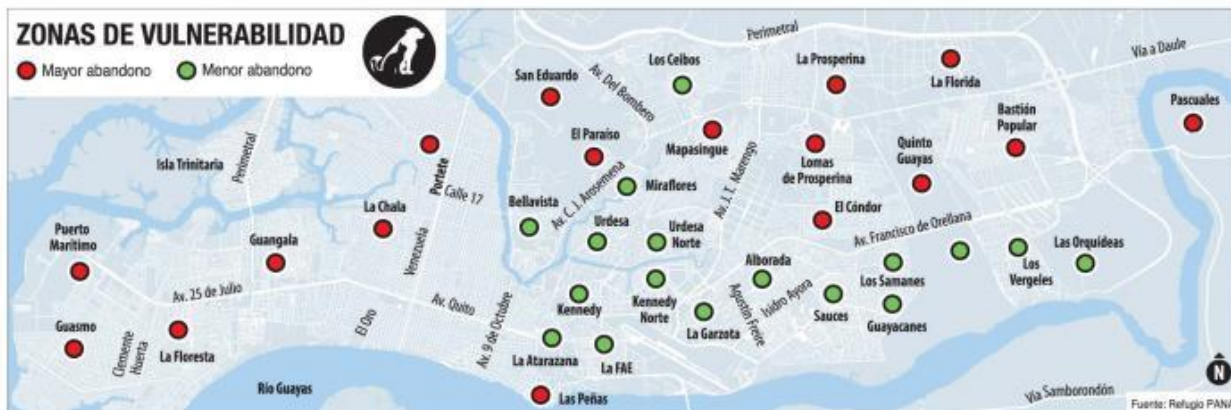 ZONAS DE VULNERABILIDAD
Mayor abandono
Menor abandono
Perimetral
Vía a Daule
Los Ceibos
La Prosperina
La Florida
San Eduardo
Av. Del Bombero
Pascuales
Bastión
Popular
El Paraíso
Mapasingue
Quinto
Guayas
Isla Trinitaria
Perimetral
Portete
Lomas
de Prosperina
Av. J. T. Marengo
Miraflores
Calle 17
Av. C. J. Arosemena
Bellavista
La Chala
El Cóndor
Urdesa
Urdesa
Norte
Av. Francisco de Orellana
Puerto
Marítimo
Guangala
Venezuela
Las Orquídeas
Los
Vergeles
Alborada
Los Samanes
Av. 25 de Julio
Av. Quito
Kennedy
Kennedy
Norte
Isidro Ayora
Agustín Freire
Sauces
Guayacanes
La Garzota
Guasmo
Clemente
Huerta
La Floresta
El Oro
Av. 9 de Octubre
La Atarazana
La FAE
Río Guayas
Las Peñas
Vía Samborondón
N
Fuente: Refugio PANA